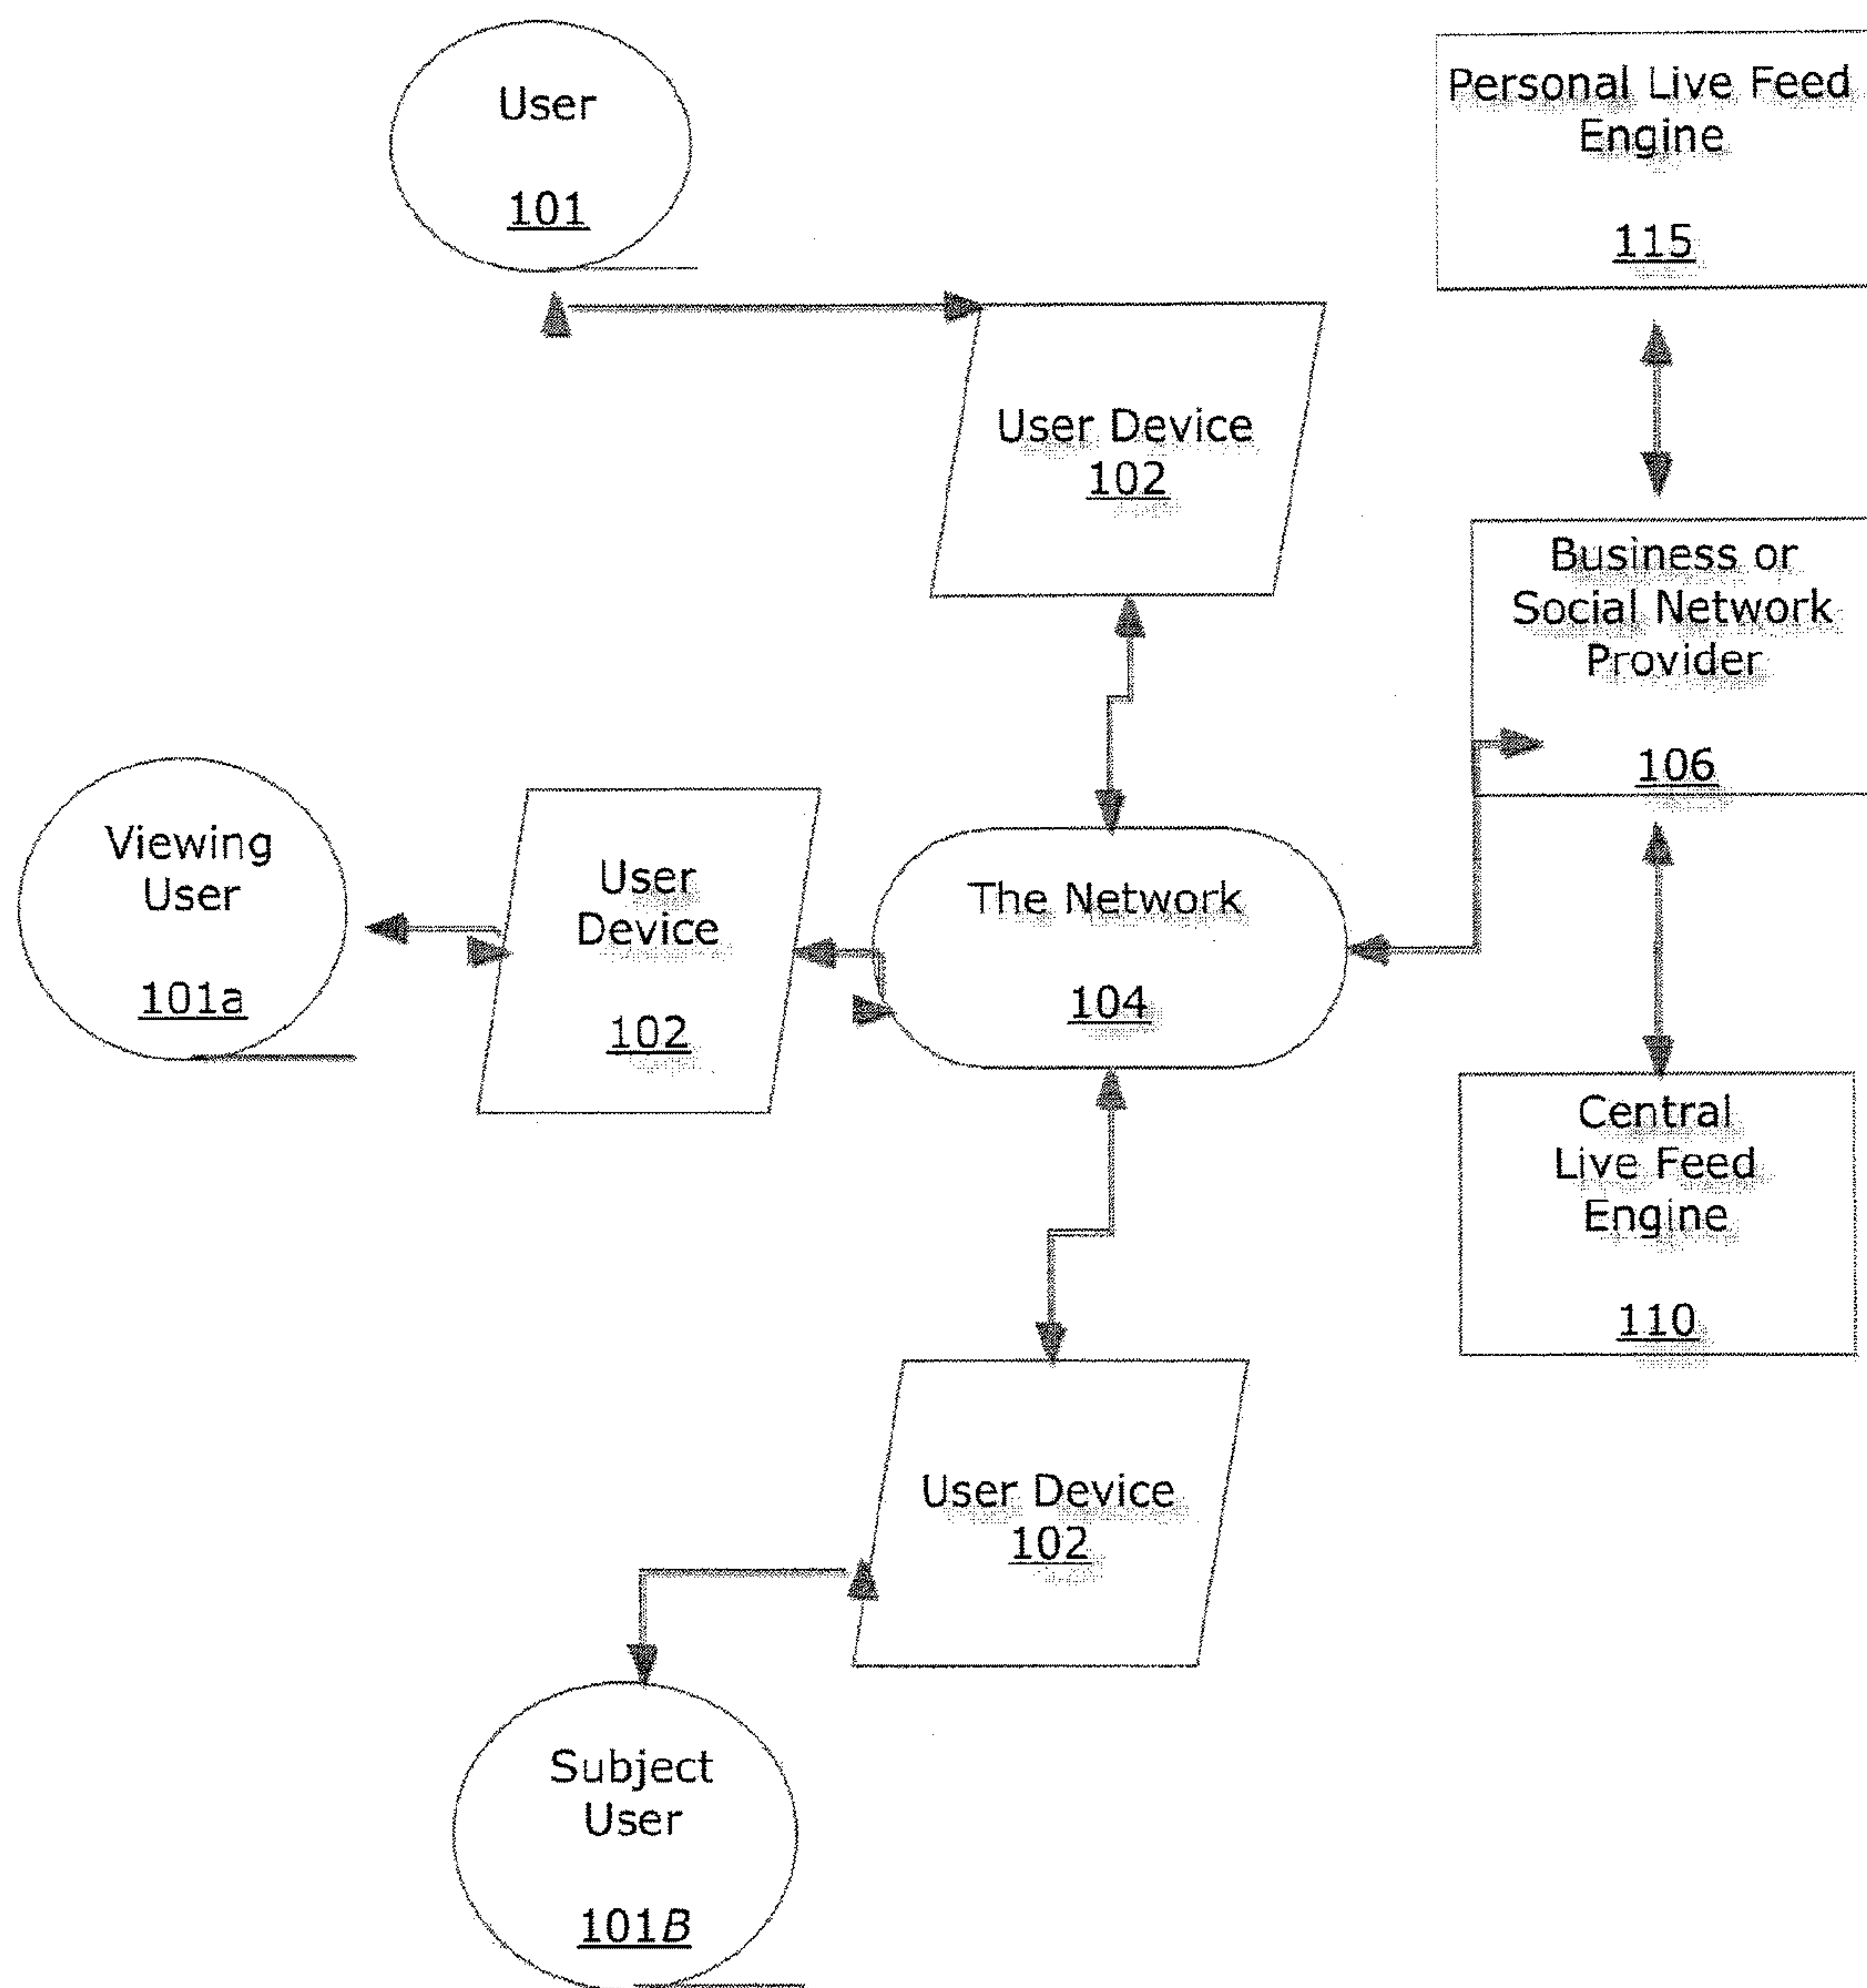 User
101
Personal Live Feed
Engine
115
User Device
102
Business or
Social Network
Provider
106
Viewing
User
101a
User
Device
102
The Network
104
Central
Live Feed
Engine
110
User Device
102
Subject
User
101B